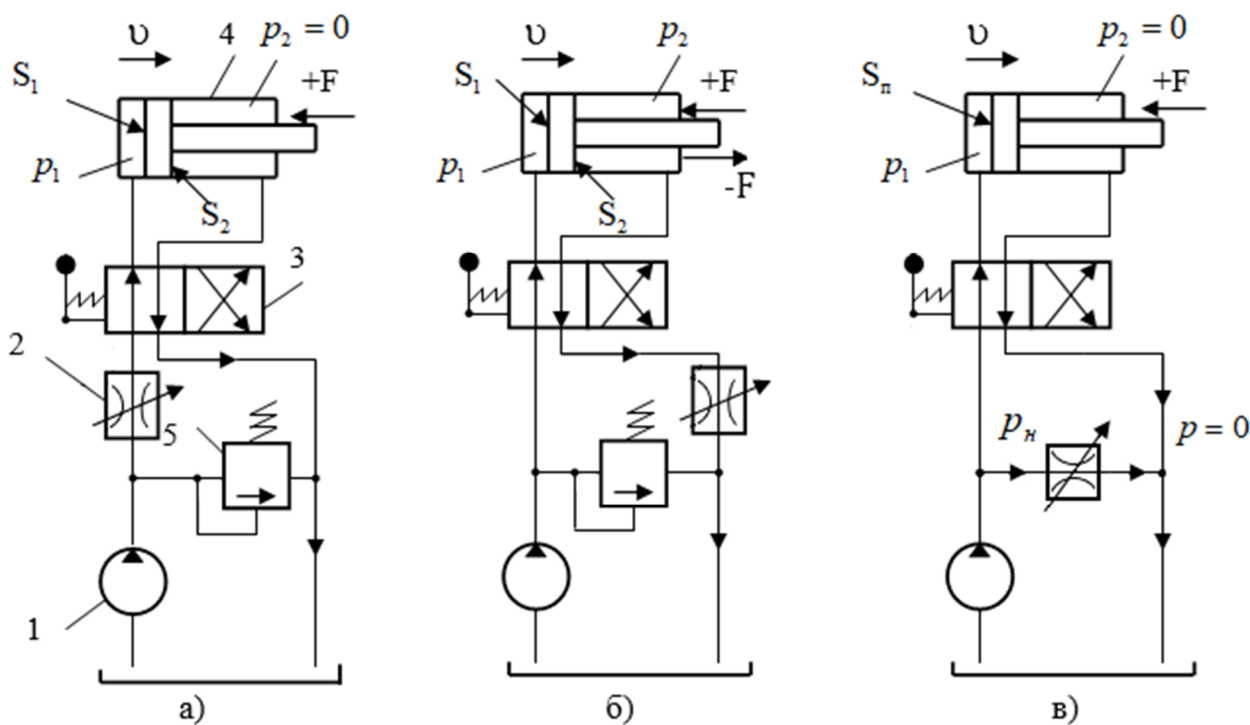 υ 4 p₂ = 0
S₁ +F
p₁
S₂
3
2
5
1
а)
υ p₂
S₁ +F
p₁ -F
S₂
б)
υ p₂ = 0
Sп +F
p₁
pн p = 0
в)